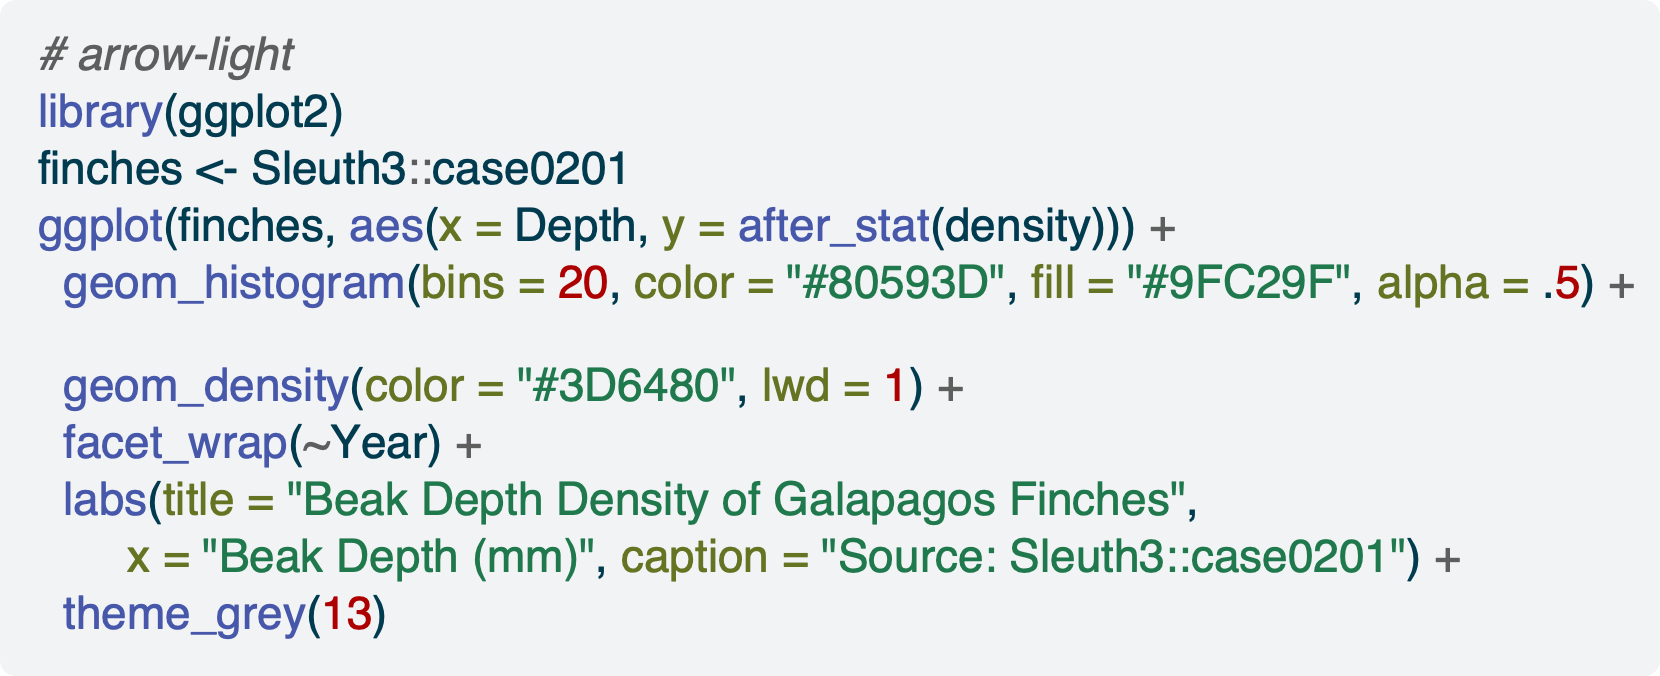 # arrow-light
library(ggplot2)
finches <- Sleuth3::case0201
ggplot(finches, aes(x = Depth, y = after_stat(density))) +
  geom_histogram(bins = 20, color = "#80593D", fill = "#9FC29F", alpha = .5) +
  geom_density(color = "#3D6480", lwd = 1) +
  facet_wrap(~Year) +
  labs(title = "Beak Depth Density of Galapagos Finches",
       x = "Beak Depth (mm)", caption = "Source: Sleuth3::case0201") +
  theme_grey(13)